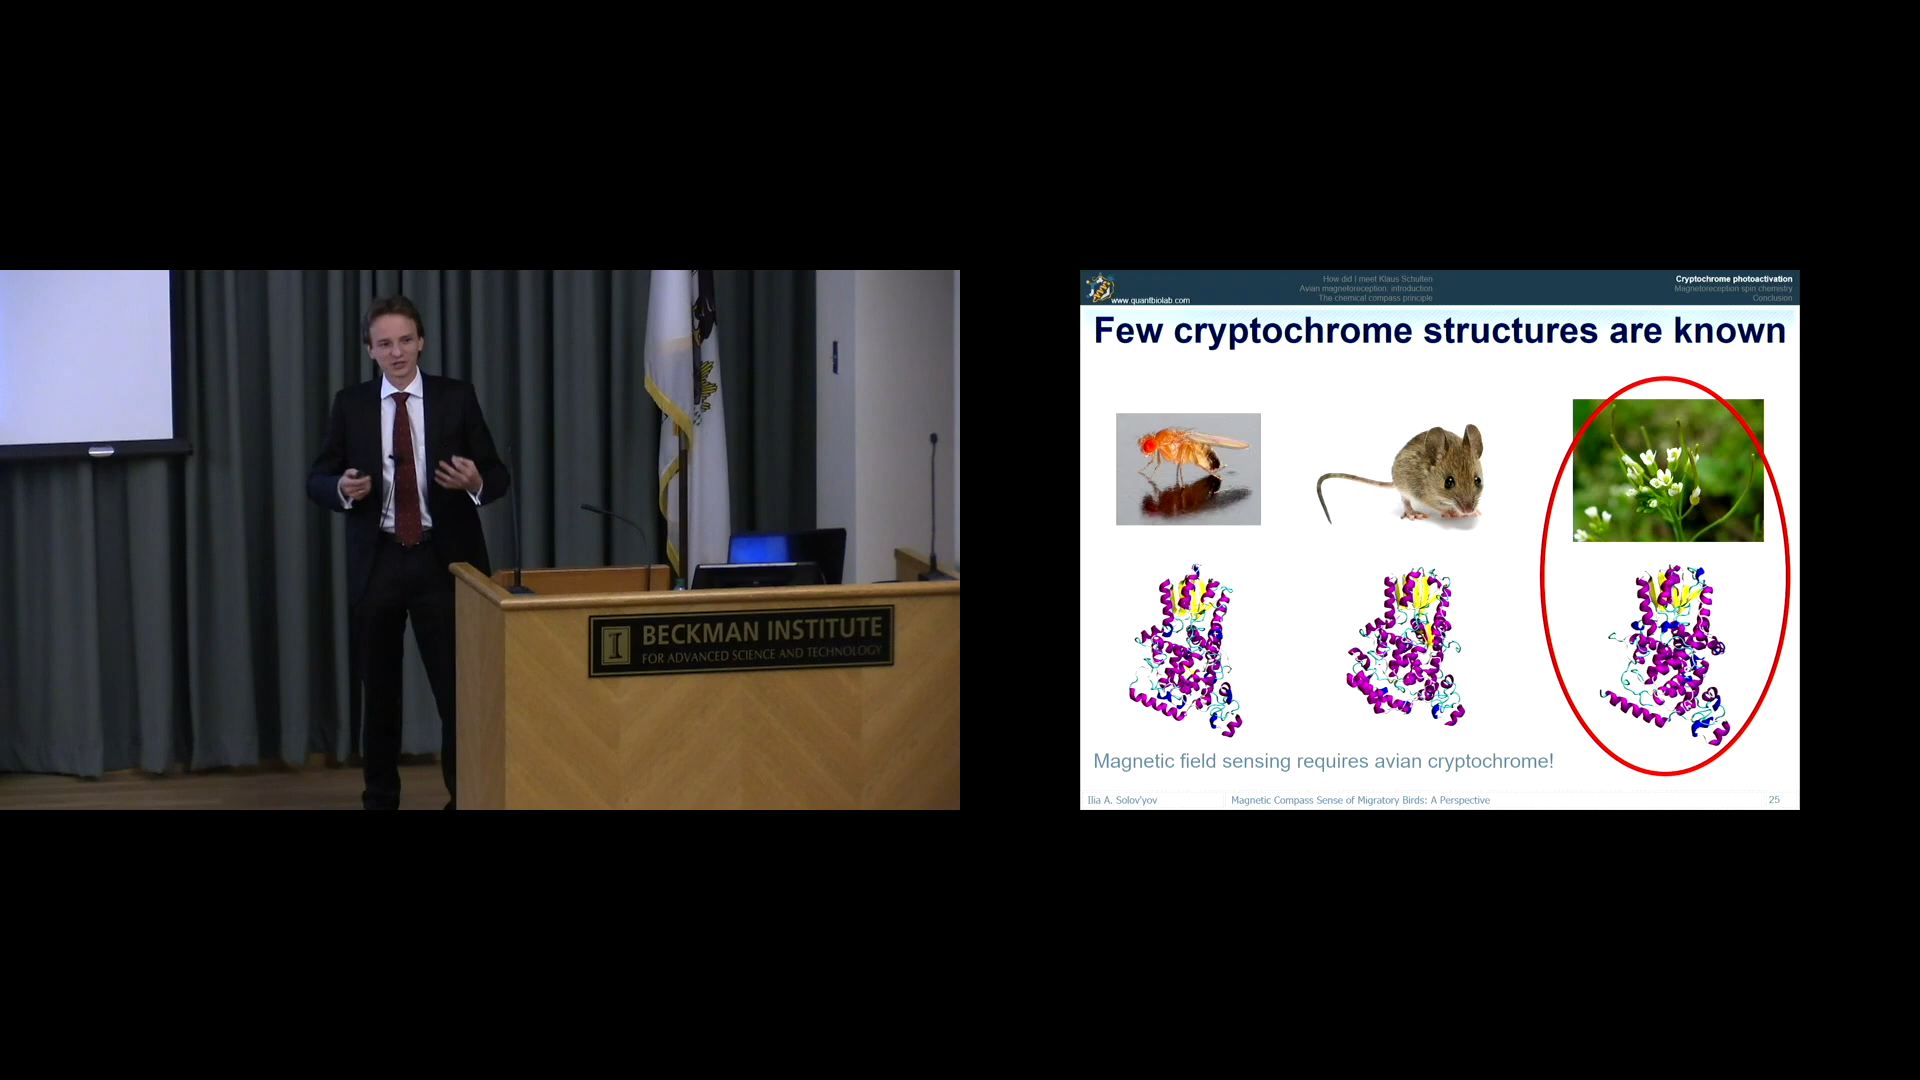 BECKMAN INSTITUTE
FOR ADVANCED SCIENCE AND TECHNOLOGY
www.quantbiolab.com
How did I meet Klaus Schulten
Avian magnetoreception: introduction
The chemical compass principle
Cryptochrome photoactivation
Magnetoreception spin chemistry
Conclusion
Few cryptochrome structures are known
Magnetic field sensing requires avian cryptochrome!
Ilia A. Solov'yov
Magnetic Compass Sense of Migratory Birds: A Perspective
25